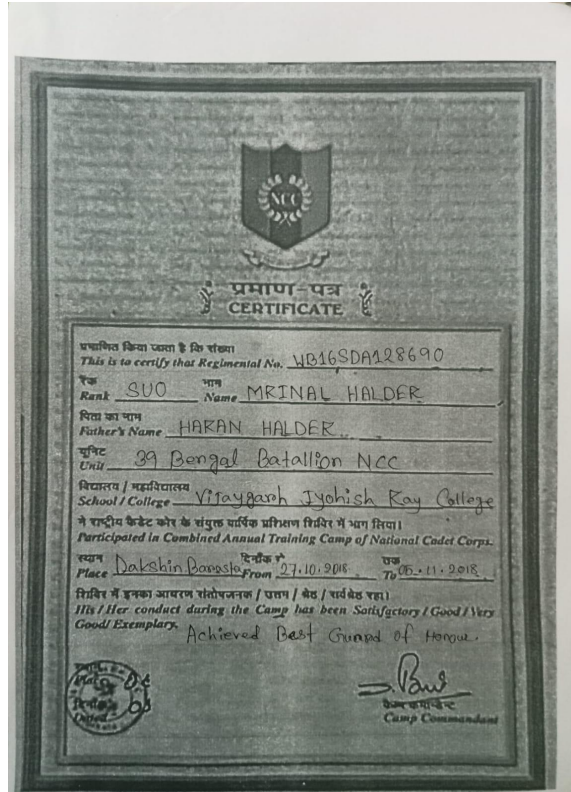 NCC
प्रमाण-पत्र
CERTIFICATE
प्रमाणित किया जाता है कि संख्या
This is to certify that Regimental No. WB16SDA128690
रैंक नाम
Rank SUO Name MRINAL HALDER
पिता का नाम
Father's Name HARAN HALDER
यूनिट
Unit 39 Bengal Batallion NCC
विद्यालय / महाविद्यालय
School / College Vijaygarh Jyohish Ray College
ने राष्ट्रीय कैडेट कोर के संयुक्त वार्षिक प्रशिक्षण शिविर में भाग लिया।
Participated in Combined Annual Training Camp of National Cadet Corps.
स्थान दिनाँक से तक
Place Dakshin Barasta From 27.10.2018 To 05.11.2018
शिविर में इनका आचरण संतोषजनक / उत्तम / श्रेष्ठ / सर्वश्रेष्ठ रहा।
His / Her conduct during the Camp has been Satisfactory / Good / Very
Good / Exemplary.
Achieved Best Guard of Honour.
कैम्प कमान्डेन्ट
Camp Commandant